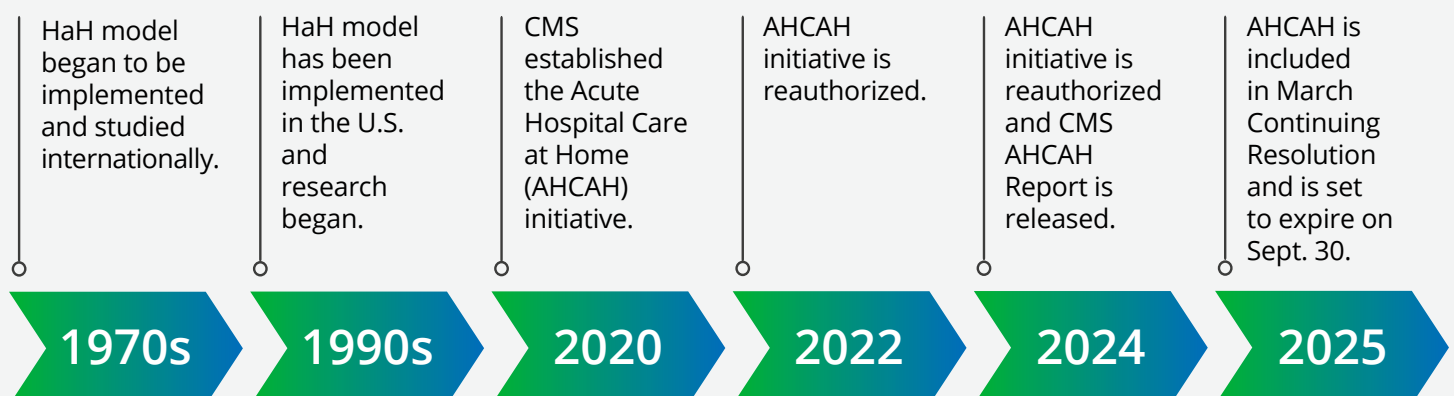 HaH model
began to be
implemented
and studied
internationally.
1970s
HaH model
has been
implemented
in the U.S.
and
research
began.
1990s
CMS
established
the Acute
Hospital Care
at Home
(AHCAH)
initiative.
2020
AHCAH
initiative is
reauthorized.
2022
AHCAH
initiative is
reauthorized
and CMS
AHCAH
Report is
released.
2024
AHCAH is
included
in March
Continuing
Resolution
and is set
to expire on
Sept. 30.
2025